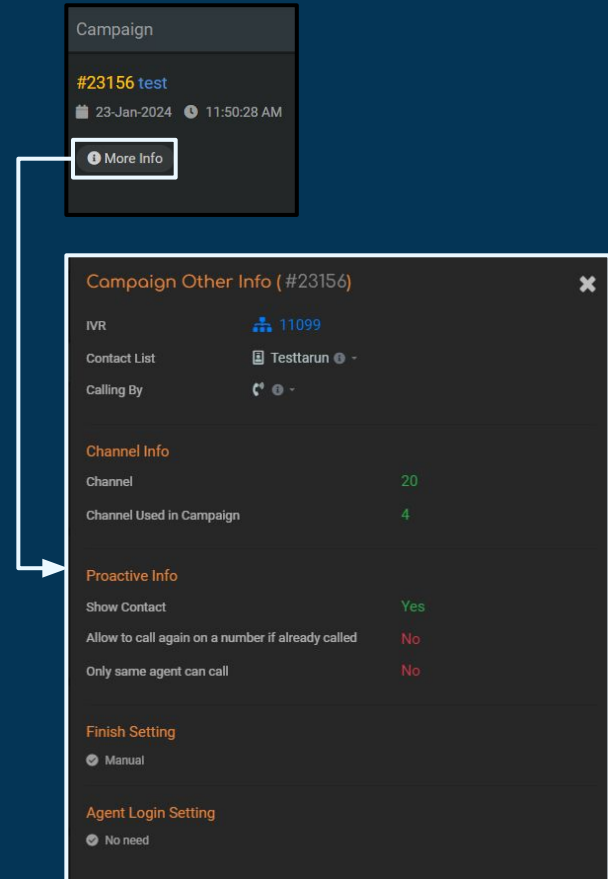 Campaign
#23156 test
23-Jan-2024 11:50:28 AM
More Info
Campaign Other Info ( #23156)
IVR 11099
Contact List Testtarun -
Calling By -
Channel Info
Channel 20
Channel Used in Campaign 4
Proactive Info
Show Contact Yes
Allow to call again on a number if already called No
Only same agent can call No
Finish Setting
Manual
Agent Login Setting
No need